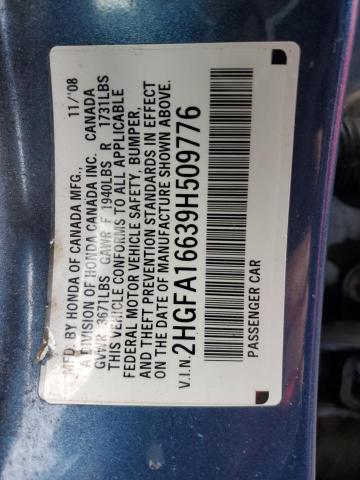 MFD. BY HONDA OF CANADA MFG., 11/'08
A DIVISION OF HONDA CANADA INC. CANADA
GVWR 3671LBS GAWR F 1940LBS R 1731LBS
THIS VEHICLE CONFORMS TO ALL APPLICABLE
FEDERAL MOTOR VEHICLE SAFETY, BUMPER,
AND THEFT PREVENTION STANDARDS IN EFFECT
ON THE DATE OF MANUFACTURE SHOWN ABOVE.
V.I.N. 2HGFA16639H509776
PASSENGER CAR